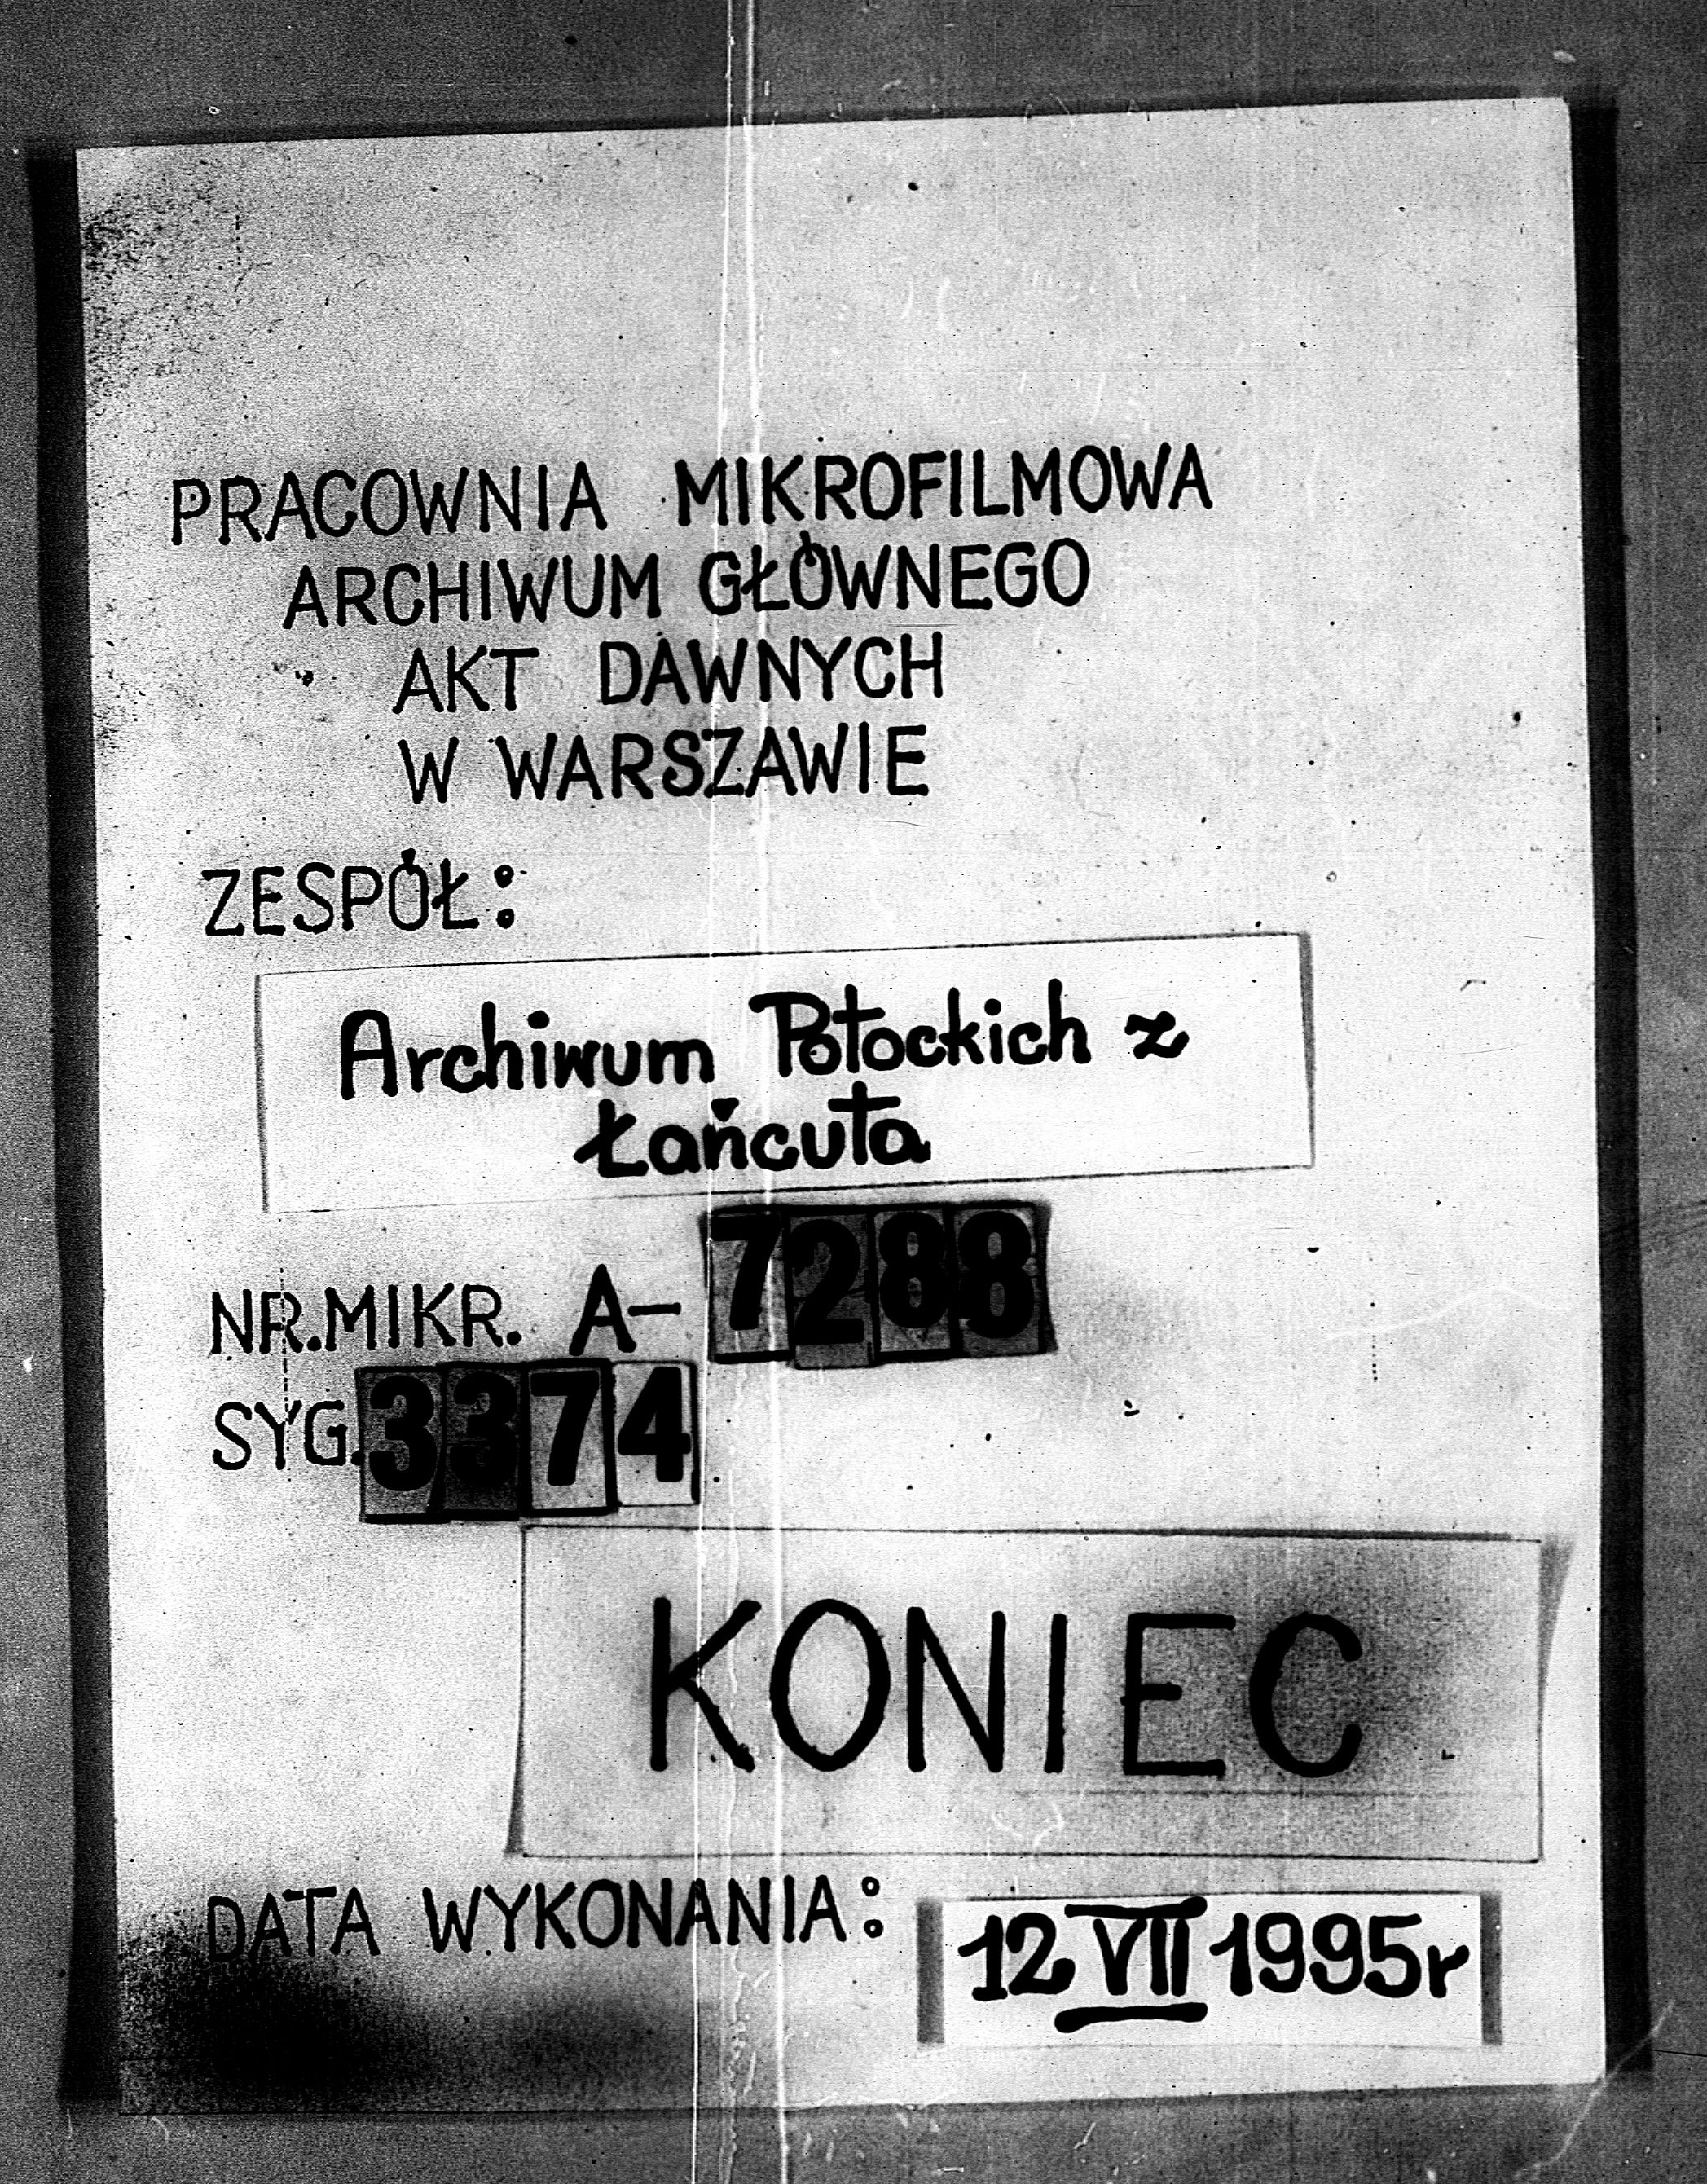 PRACOWNIA MIKROFILMOWA
ARCHIWUM GŁÓWNEGO
AKT DAWNYCH
W WARSZAWIE
ZESPÓŁ:
Archiwum Potockich z
Łańcuta
NR. MIKR. A- 7288
SYG. 3374
KONIEC
DATA WYKONANIA: 12 VII 1995r